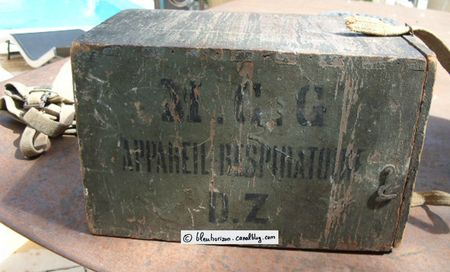 M.C.G
APPAREIL RESPIRATOIRE
D.Z
© bleuhorizon.canalblog.com